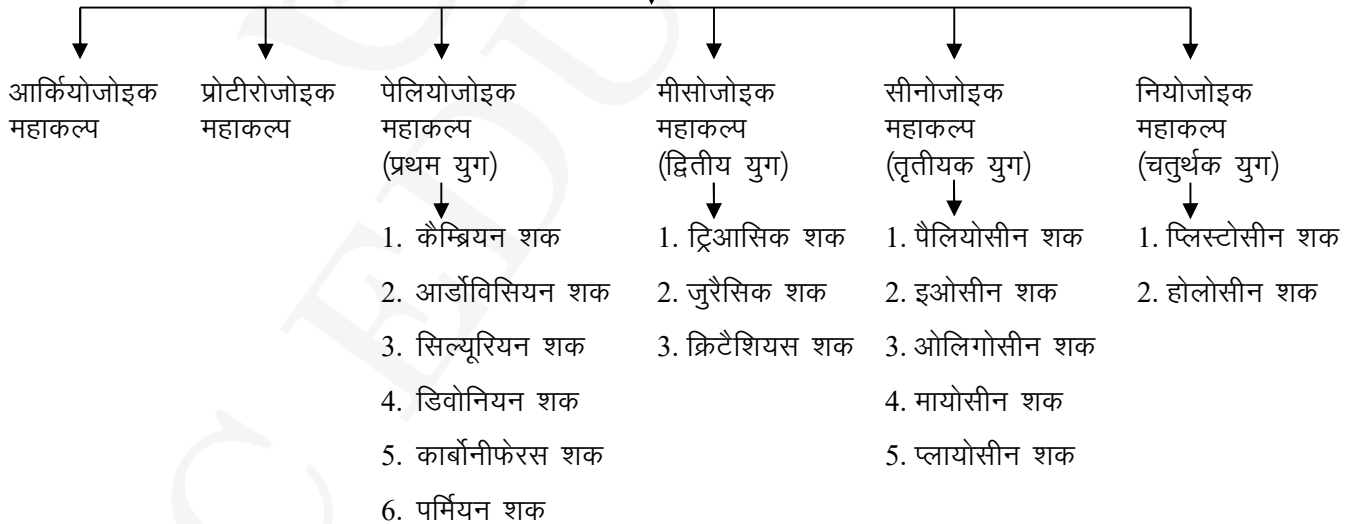 आर्कियोजोइक
महाकल्प
प्रोटीरोजोइक
महाकल्प
पेलियोजोइक
महाकल्प
(प्रथम युग)
1. कैम्ब्रियन शक
2. आर्डोविसियन शक
3. सिल्यूरियन शक
4. डिवोनियन शक
5. कार्बोनीफेरस शक
6. पर्मियन शक
मीसोजोइक
महाकल्प
(द्वितीय युग)
1. ट्रिआसिक शक
2. जुरैसिक शक
3. क्रिटैशियस शक
सीनोजोइक
महाकल्प
(तृतीयक युग)
1. पैलियोसीन शक
2. इओसीन शक
3. ओलिगोसीन शक
4. मायोसीन शक
5. प्लायोसीन शक
नियोजोइक
महाकल्प
(चतुर्थक युग)
1. प्लिस्टोसीन शक
2. होलोसीन शक